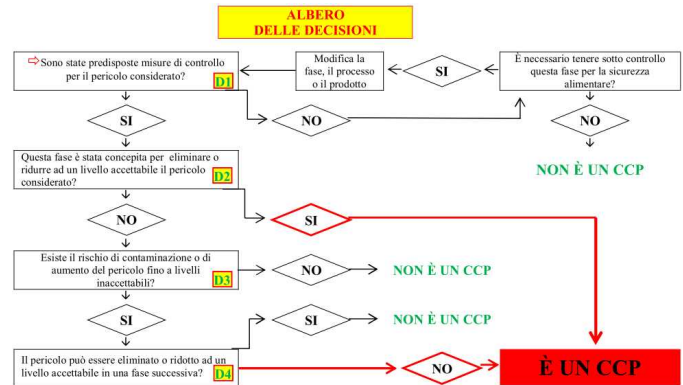 ALBERO
DELLE DECISIONI
Sono state predisposte misure di controllo
per il pericolo considerato?
D1
Modifica la
fase, il processo
o il prodotto
SI
È necessario tenere sotto controllo
questa fase per la sicurezza
alimentare?
SI
NO
NO
NON È UN CCP
Questa fase è stata concepita per eliminare o
ridurre ad un livello accettabile il pericolo
considerato?
D2
NO
SI
Esiste il rischio di contaminazione o di
aumento del pericolo fino a livelli
inaccettabili?
D3
NO
NON È UN CCP
SI
SI
NON È UN CCP
Il pericolo può essere eliminato o ridotto ad un
livello accettabile in una fase successiva?
D4
NO
È UN CCP